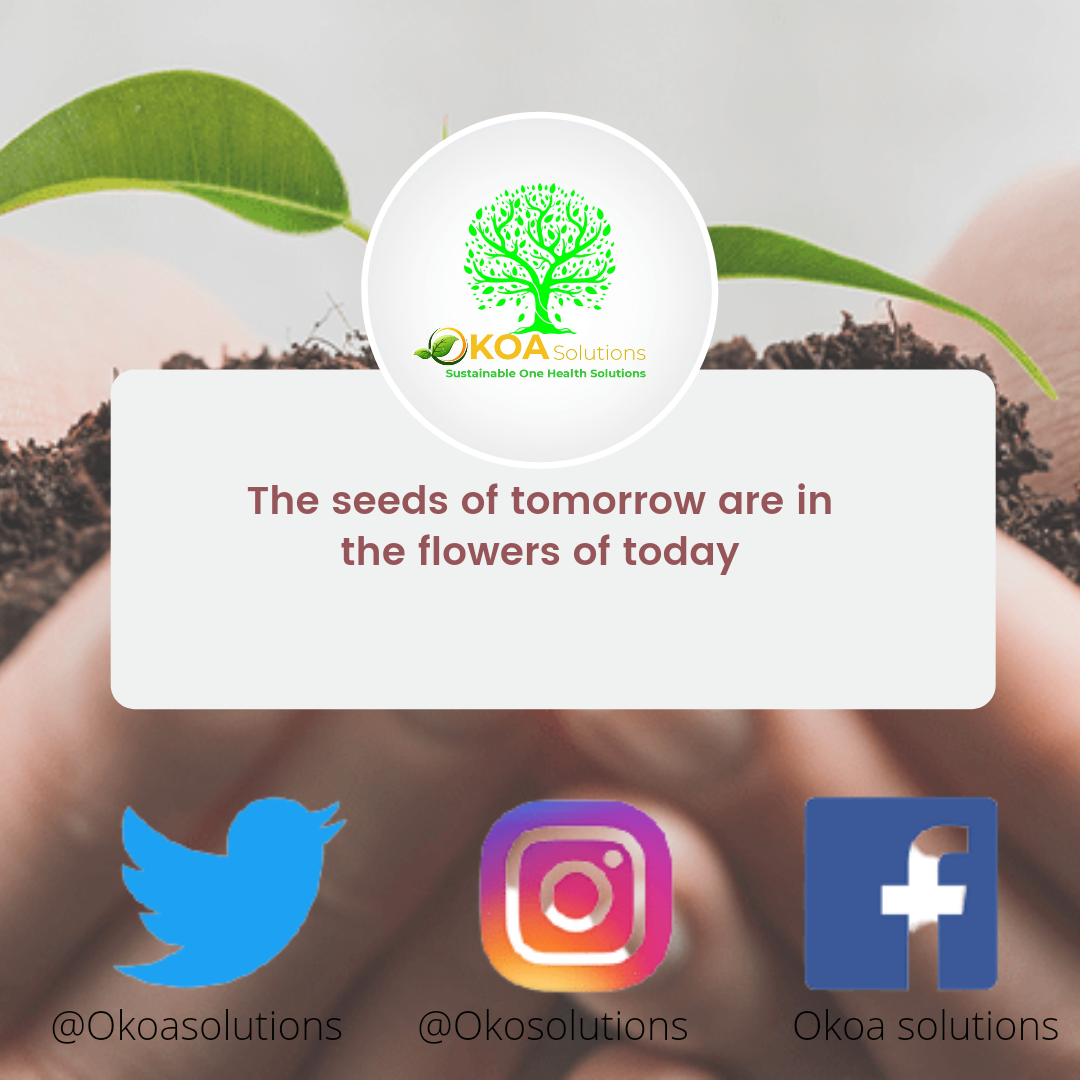 OKOA Solutions
Sustainable One Health Solutions
The seeds of tomorrow are in
the flowers of today
@Okoasolutions
@Okosolutions
Okoa solutions